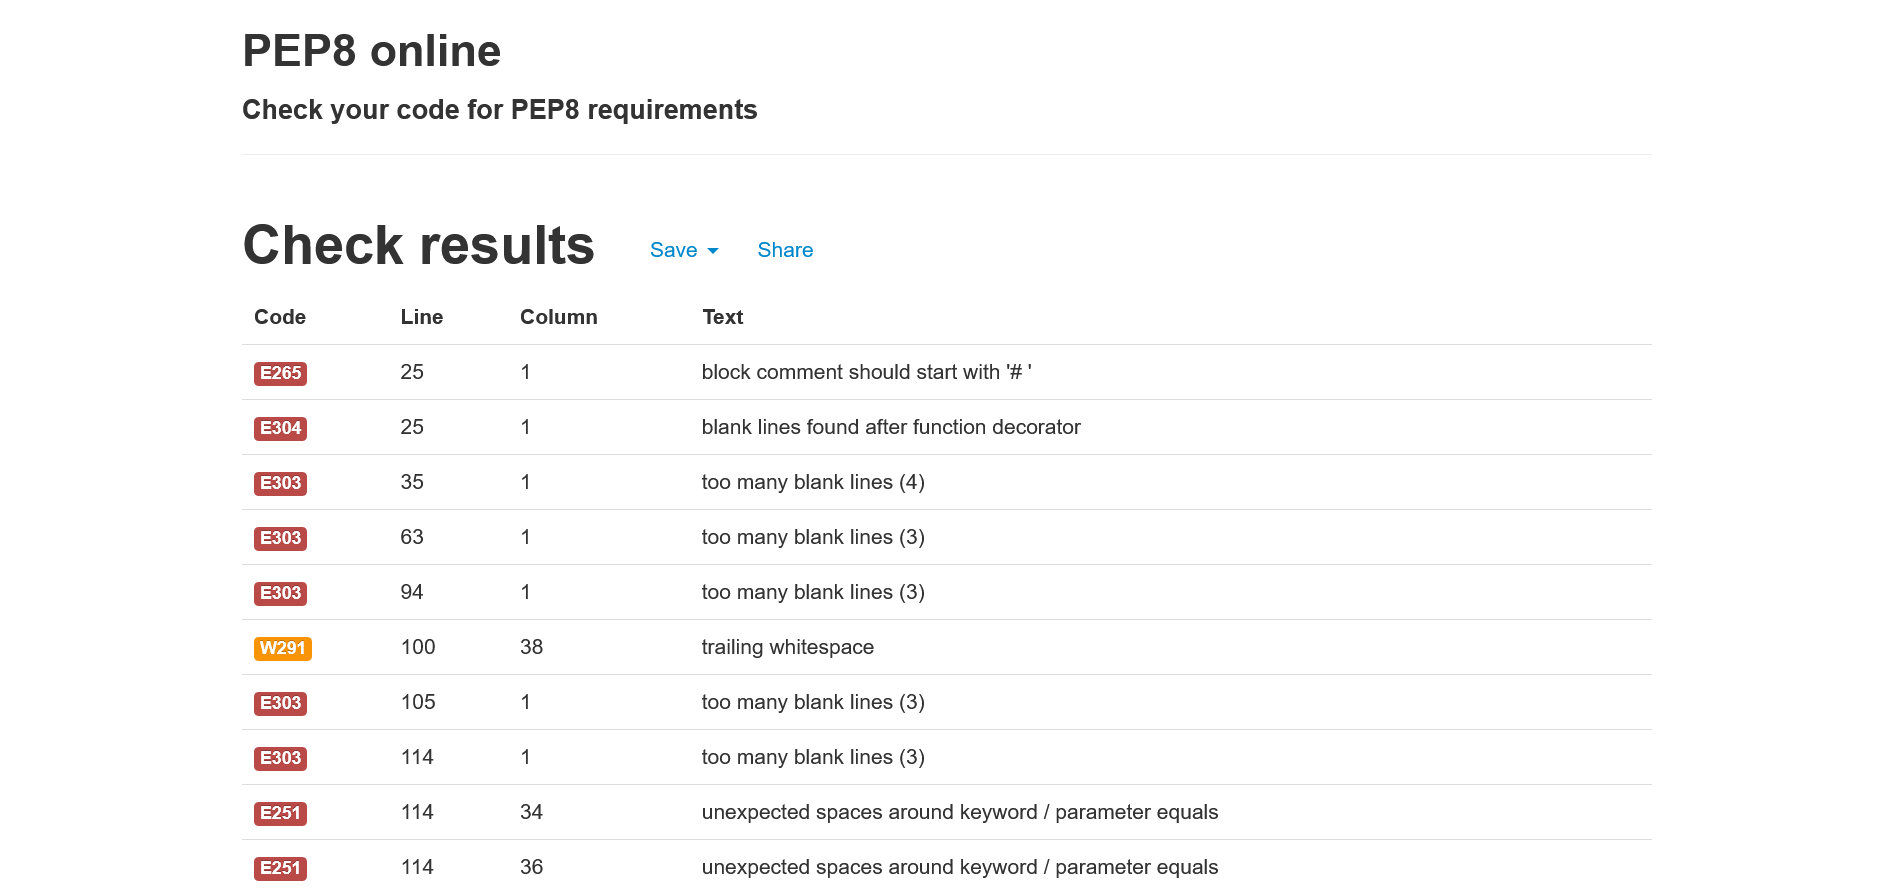 PEP8 online
Check your code for PEP8 requirements
Check results Save Share
Code Line Column Text
E265 25 1 block comment should start with '# '
E304 25 1 blank lines found after function decorator
E303 35 1 too many blank lines (4)
E303 63 1 too many blank lines (3)
E303 94 1 too many blank lines (3)
W291 100 38 trailing whitespace
E303 105 1 too many blank lines (3)
E303 114 1 too many blank lines (3)
E251 114 34 unexpected spaces around keyword / parameter equals
E251 114 36 unexpected spaces around keyword / parameter equals